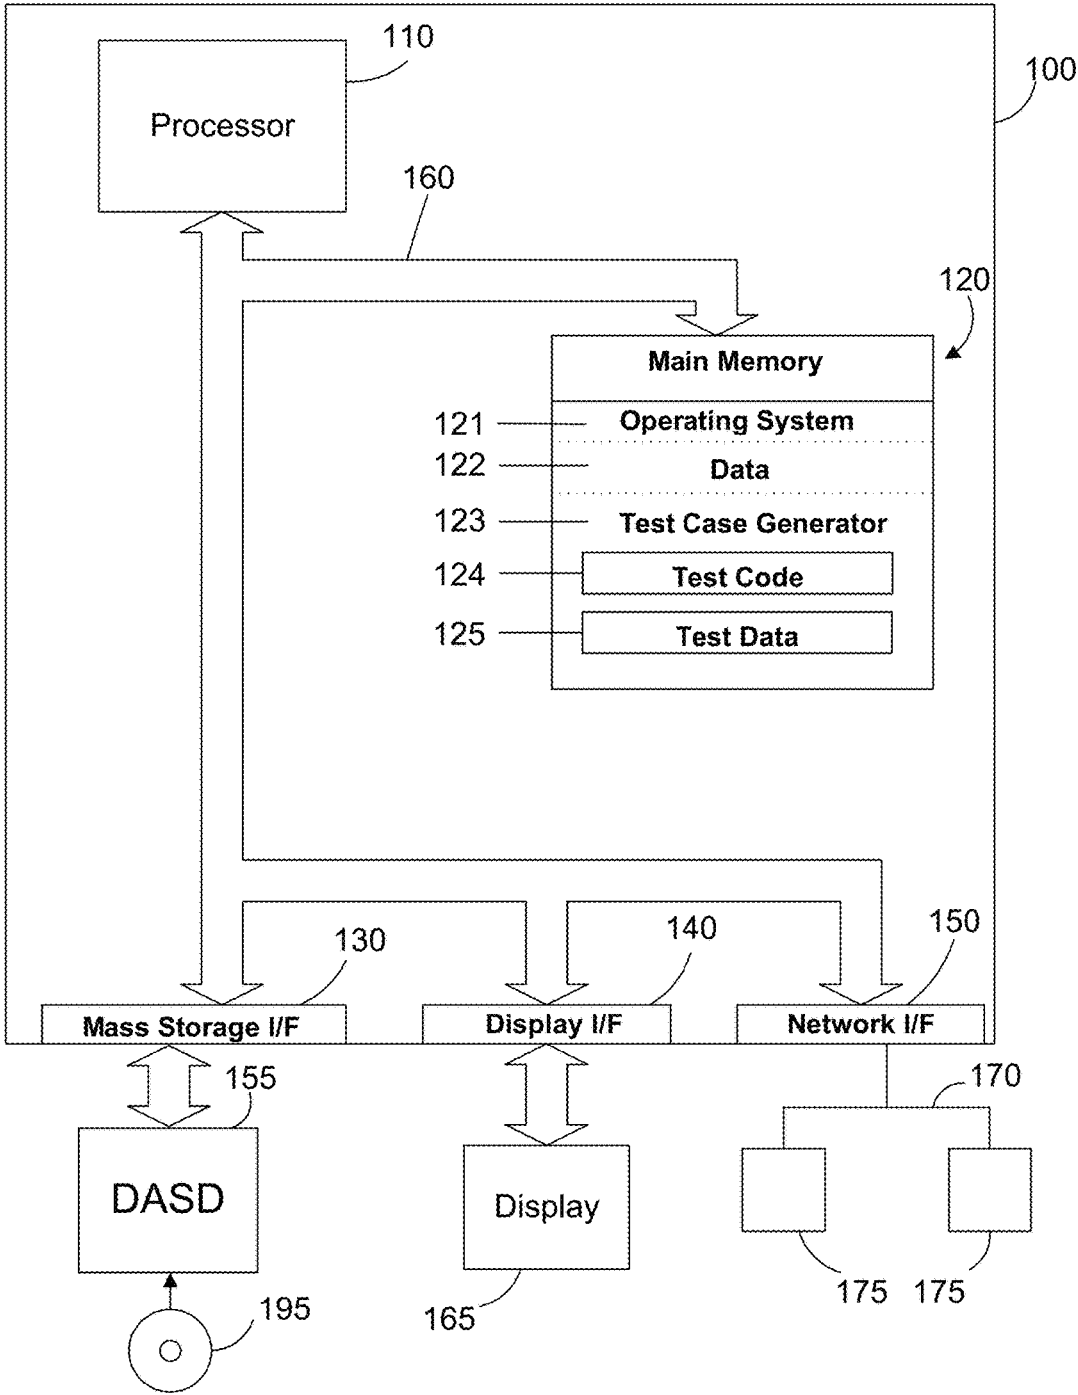 110
100
Processor
160
120
Main Memory
121
Operating System
122
Data
123
Test Case Generator
124
Test Code
125
Test Data
130
140
150
Mass Storage I/F
Display I/F
Network I/F
155
170
DASD
Display
175
175
195
165